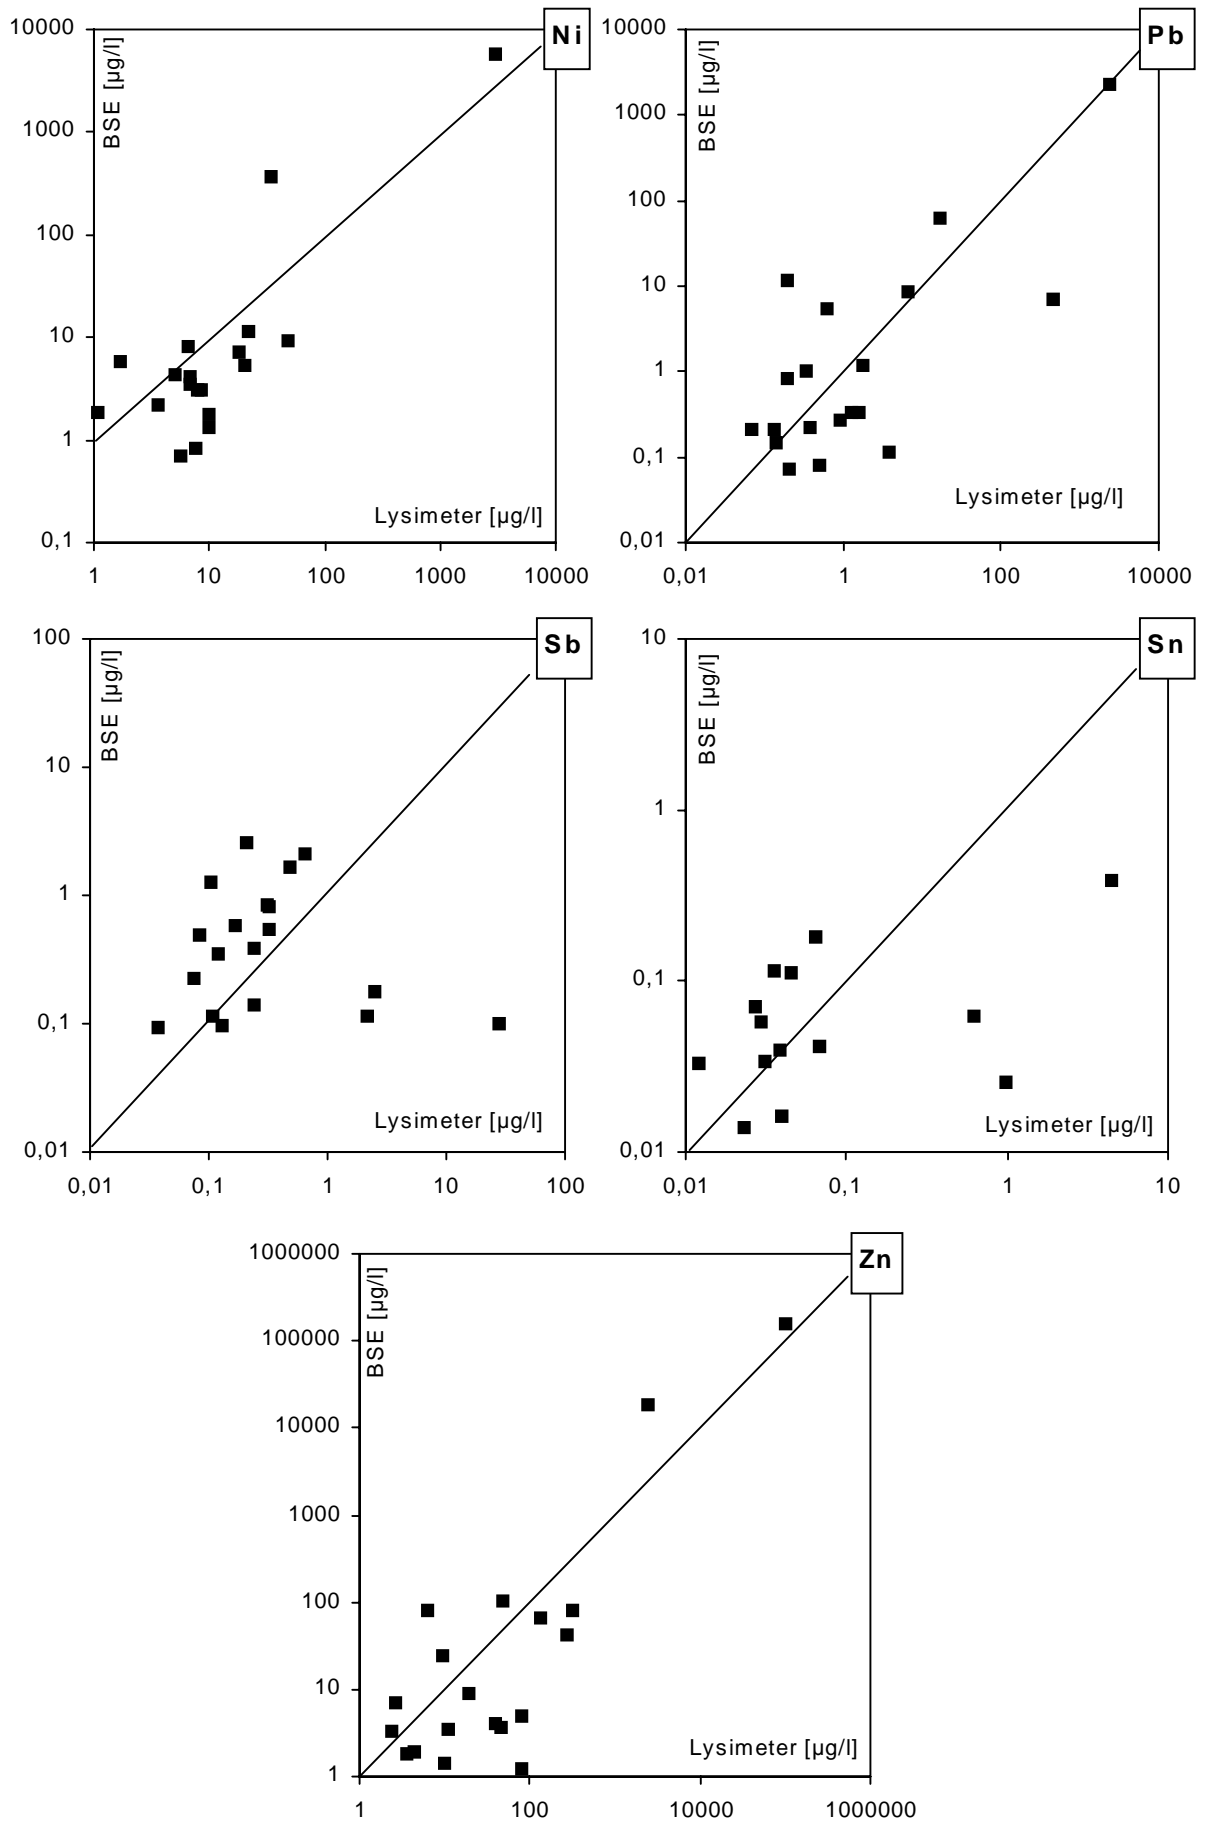 Ni
BSE [µg/l]
10000
1000
100
10
1
0,1
Lysimeter [µg/l]
1 10 100 1000 10000
Pb
BSE [µg/l]
10000
1000
100
10
1
0,1
0,01
Lysimeter [µg/l]
0,01 1 100 10000
Sb
BSE [µg/l]
100
10
1
0,1
0,01
Lysimeter [µg/l]
0,01 0,1 1 10 100
Sn
BSE [µg/l]
10
1
0,1
0,01
Lysimeter [µg/l]
0,01 0,1 1 10
Zn
BSE [µg/l]
1000000
100000
10000
1000
100
10
1
Lysimeter [µg/l]
1 100 10000 1000000